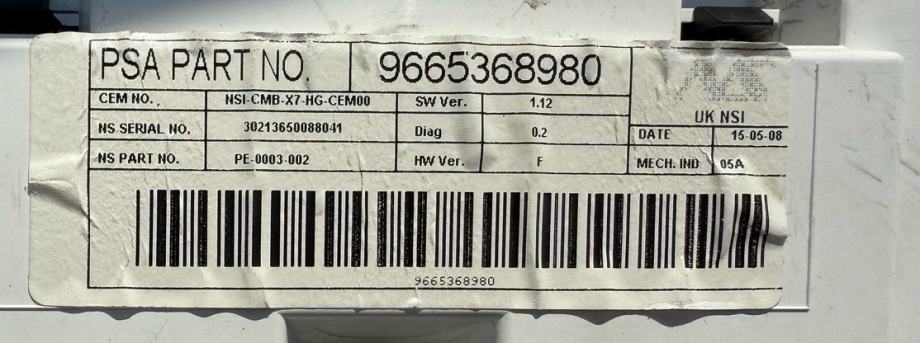 PSA PART NO. 9665368980
CEM NO. NSI-CMB-X7-HG-CEM00 SW Ver. 1.12
UK NSI
NS SERIAL NO. 30213650088041 Diag 0.2
DATE 15-05-08
NS PART NO. PE-0003-002 HW Ver. F
MECH. IND 05A
9665368980